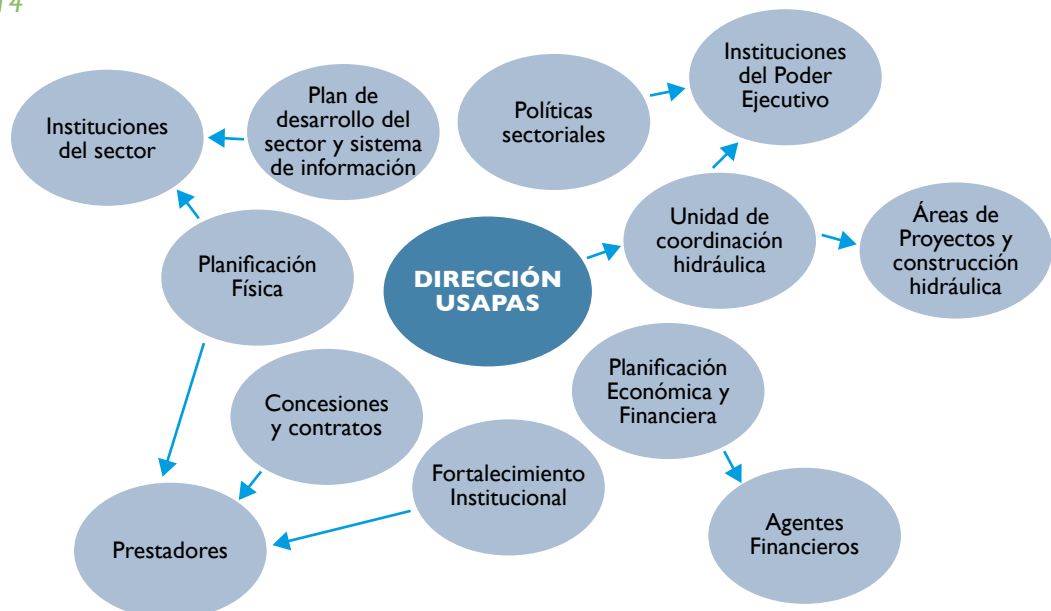 14
Instituciones
del sector
Plan de
desarrollo del
sector y sistema
de información
Políticas
sectoriales
Instituciones
del Poder
Ejecutivo
Planificación
Física
DIRECCIÓN
USAPAS
Unidad de
coordinación
hidráulica
Áreas de
Proyectos y
construcción
hidráulica
Concesiones
y contratos
Planificación
Económica y
Financiera
Fortalecimiento
Institucional
Prestadores
Agentes
Financieros